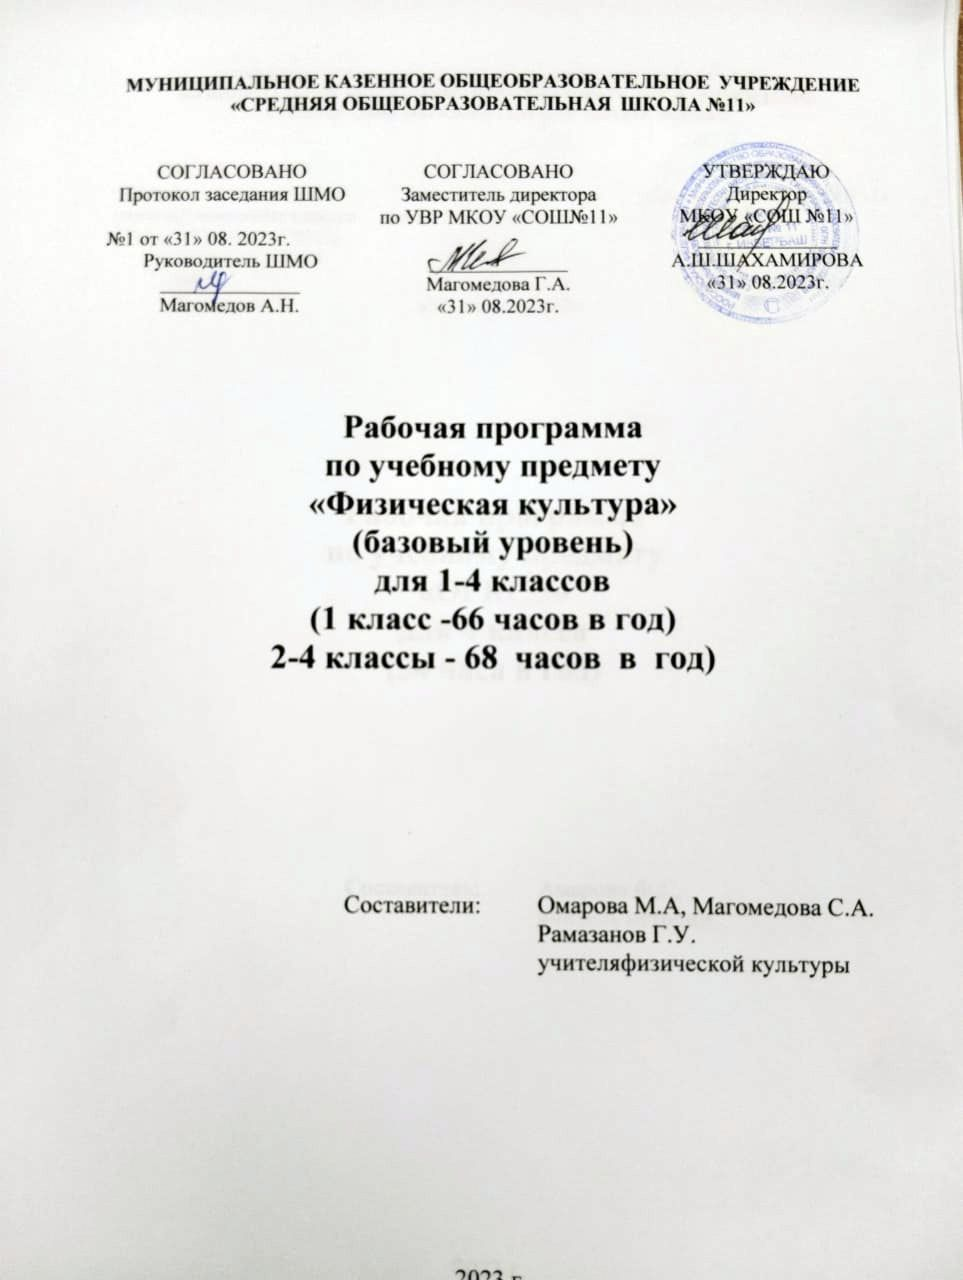 МУНИЦИПАЛЬНОЕ КАЗЕННОЕ ОБЩЕОБРАЗОВАТЕЛЬНОЕ УЧРЕЖДЕНИЕ
«СРЕДНЯЯ ОБЩЕОБРАЗОВАТЕЛЬНАЯ ШКОЛА №11»
СОГЛАСОВАНО
Протокол заседания ШМО
№1 от «31» 08. 2023г.
Руководитель ШМО
Магомедов А.Н.
СОГЛАСОВАНО
Заместитель директора
по УВР МКОУ «СОШ№11»
Магомедова Г.А.
«31» 08.2023г.
УТВЕРЖДАЮ
Директор
МКОУ «СОШ №11»
А.Ш.ШАХАМИРОВА
«31» 08.2023г.
Рабочая программа
по учебному предмету
«Физическая культура»
(базовый уровень)
для 1-4 классов
(1 класс -66 часов в год)
2-4 классы - 68 часов в год)
Составители:
Омарова М.А, Магомедова С.А.
Рамазанов Г.У.
учителяфизической культуры
2023 г